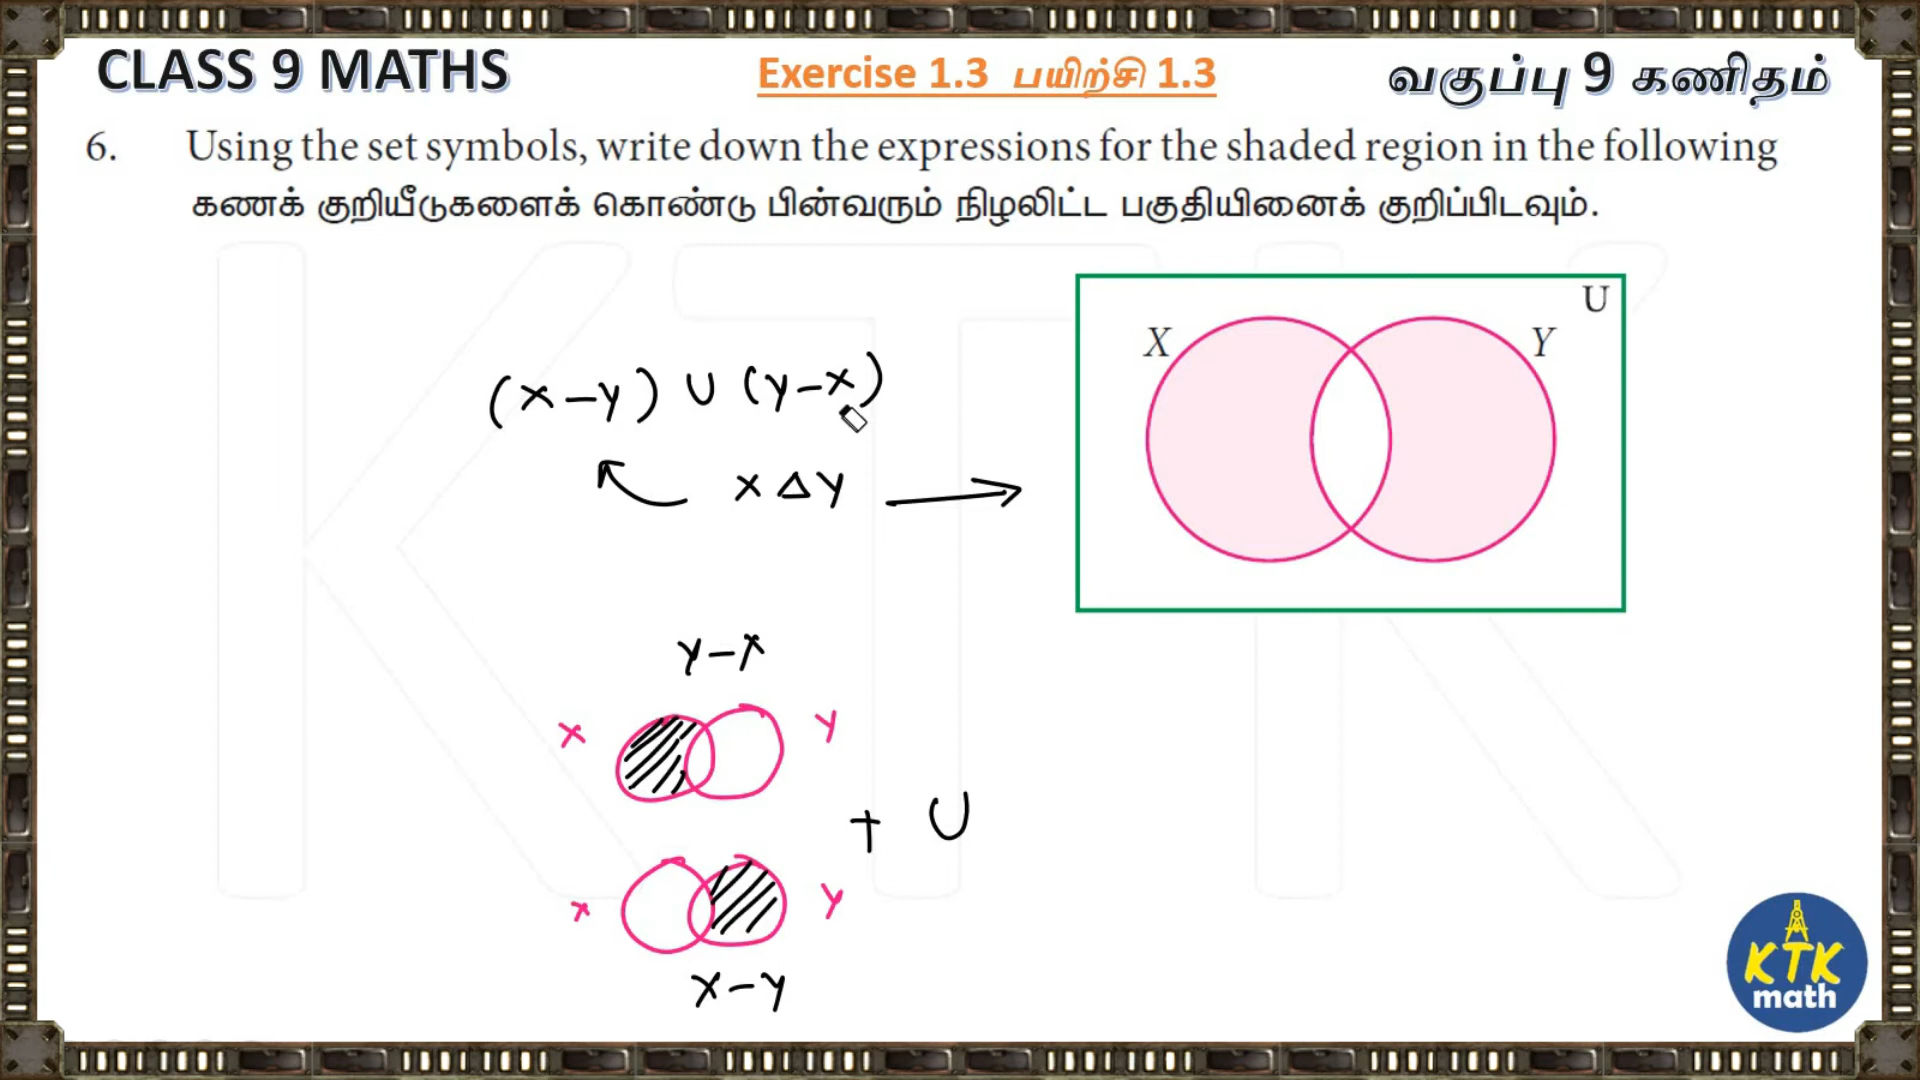 CLASS 9 MATHS
Exercise 1.3 பயிற்சி 1.3
வகுப்பு 9 கணிதம்
6. Using the set symbols, write down the expressions for the shaded region in the following
கணக் குறியீடுகளைக் கொண்டு பின்வரும் நிழலிட்ட பகுதியினைக் குறிப்பிடவும்.
U
X Y
(x-y) ∪ (y-x)
x Δ y
y-x
x y
+ ∪
x y
x-y
KTK
math
KTK